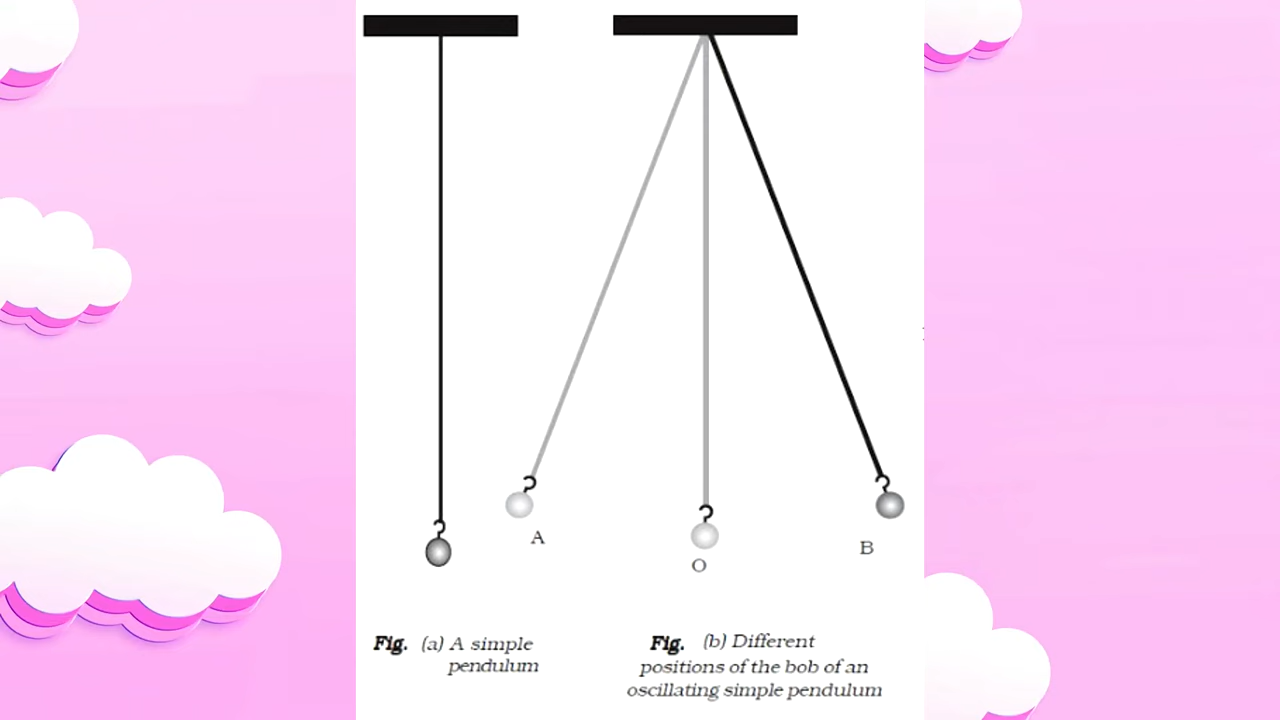 A
O
B
Fig. (a) A simple
pendulum
Fig. (b) Different
positions of the bob of an
oscillating simple pendulum